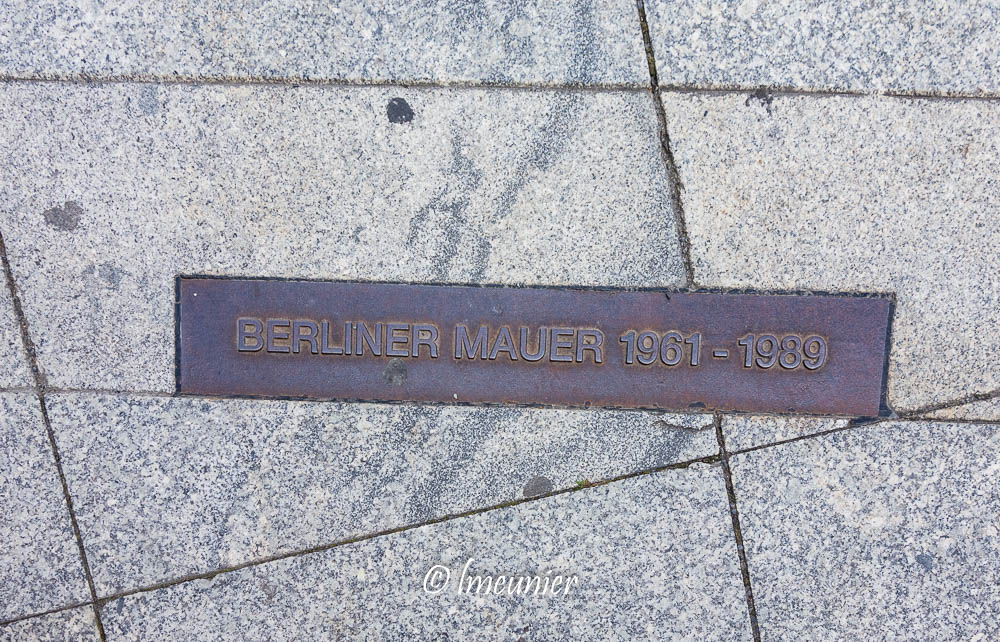 BERLINER MAUER 1961 - 1989
© lmeunier